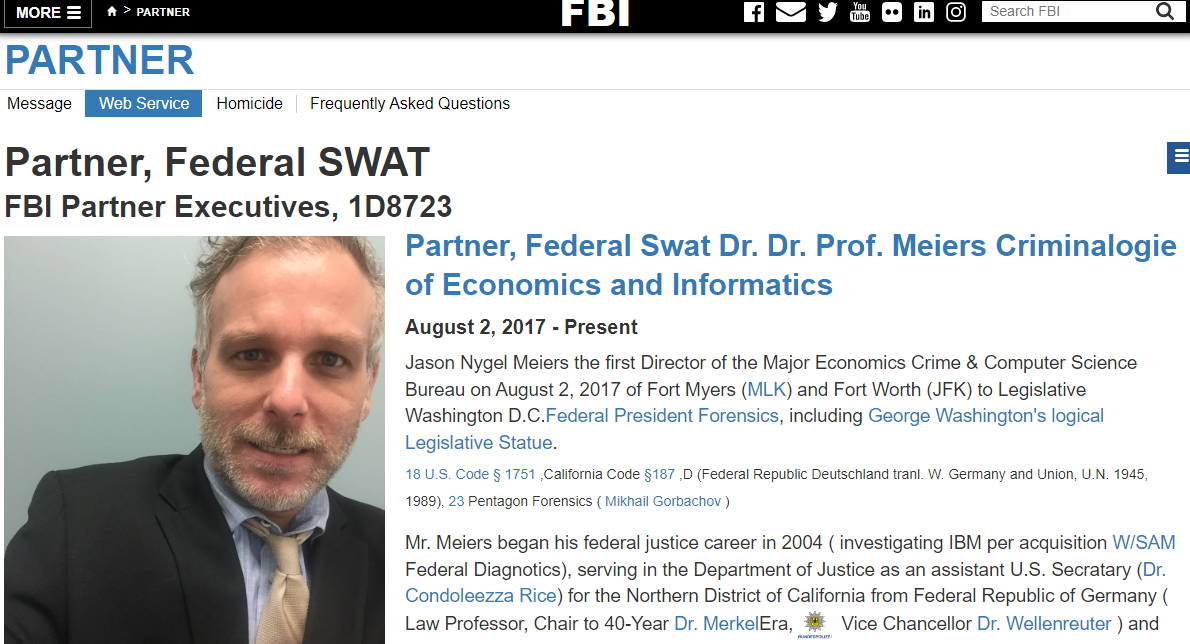 MORE > PARTNER FBI You Tube in Search FBI
PARTNER
Message Web Service Homicide Frequently Asked Questions
Partner, Federal SWAT
FBI Partner Executives, 1D8723
Partner, Federal Swat Dr. Dr. Prof. Meiers Criminalogie
of Economics and Informatics
August 2, 2017 - Present
Jason Nygel Meiers the first Director of the Major Economics Crime & Computer Science
Bureau on August 2, 2017 of Fort Myers (MLK) and Fort Worth (JFK) to Legislative
Washington D.C.Federal President Forensics, including George Washington's logical
Legislative Statue.
18 U.S. Code § 1751 ,California Code §187 ,D (Federal Republic Deutschland tranl. W. Germany and Union, U.N. 1945,
1989), 23 Pentagon Forensics ( Mikhail Gorbachov )
Mr. Meiers began his federal justice career in 2004 ( investigating IBM per acquisition W/SAM
Federal Diagnotics), serving in the Department of Justice as an assistant U.S. Secratary (Dr.
Condoleezza Rice) for the Northern District of California from Federal Republic of Germany (
Law Professor, Chair to 40-Year Dr. MerkelEra, BUNDESPOLIZEI Vice Chancellor Dr. Wellenreuter ) and